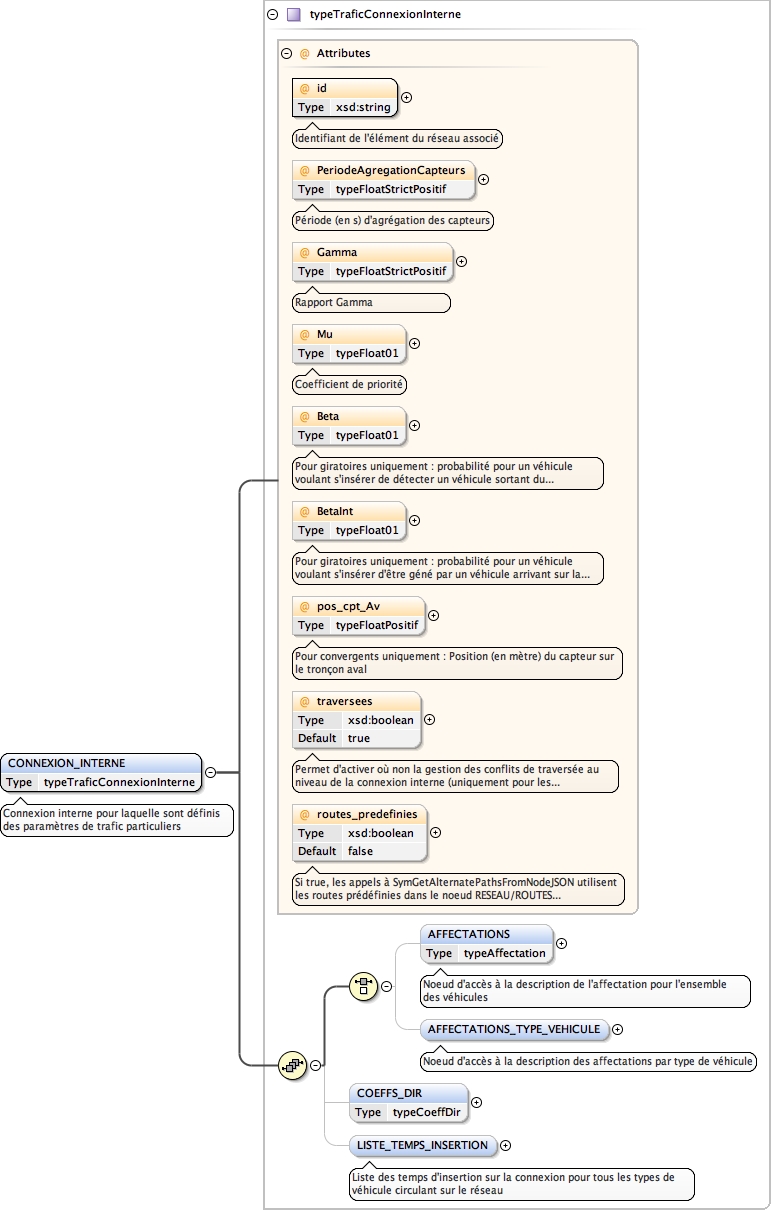 typeTraficConnexionInterne
@ Attributes
@ id
Type xsd:string
Identifiant de l'élément du réseau associé
@ PeriodeAgregationCapteurs
Type typeFloatStrictPositif
Période (en s) d'agrégation des capteurs
@ Gamma
Type typeFloatStrictPositif
Rapport Gamma
@ Mu
Type typeFloat01
Coefficient de priorité
@ Beta
Type typeFloat01
Pour giratoires uniquement : probabilité pour un véhicule
voulant s'insérer de détecter un véhicule sortant du...
@ BetaInt
Type typeFloat01
Pour giratoires uniquement : probabilité pour un véhicule
voulant s'insérer d'être géné par un véhicule arrivant sur la...
@ pos_cpt_Av
Type typeFloatPositif
Pour convergents uniquement : Position (en mètre) du capteur sur
le tronçon aval
@ traversees
Type xsd:boolean
Default true
Permet d'activer où non la gestion des conflits de traversée au
niveau de la connexion interne (uniquement pour les...
@ routes_predefinies
Type xsd:boolean
Default false
Si true, les appels à SymGetAlternatePathsFromNodeJSON utilisent
les routes prédéfinies dans le noeud RESEAU/ROUTES...
CONNEXION_INTERNE
Type typeTraficConnexionInterne
Connexion interne pour laquelle sont définis
des paramètres de trafic particuliers
AFFECTATIONS
Type typeAffectation
Noeud d'accès à la description de l'affectation pour l'ensemble
des véhicules
AFFECTATIONS_TYPE_VEHICULE
Noeud d'accès à la description des affectations par type de véhicule
COEFFS_DIR
Type typeCoeffDir
LISTE_TEMPS_INSERTION
Liste des temps d'insertion sur la connexion pour tous les types de
véhicule circulant sur le réseau